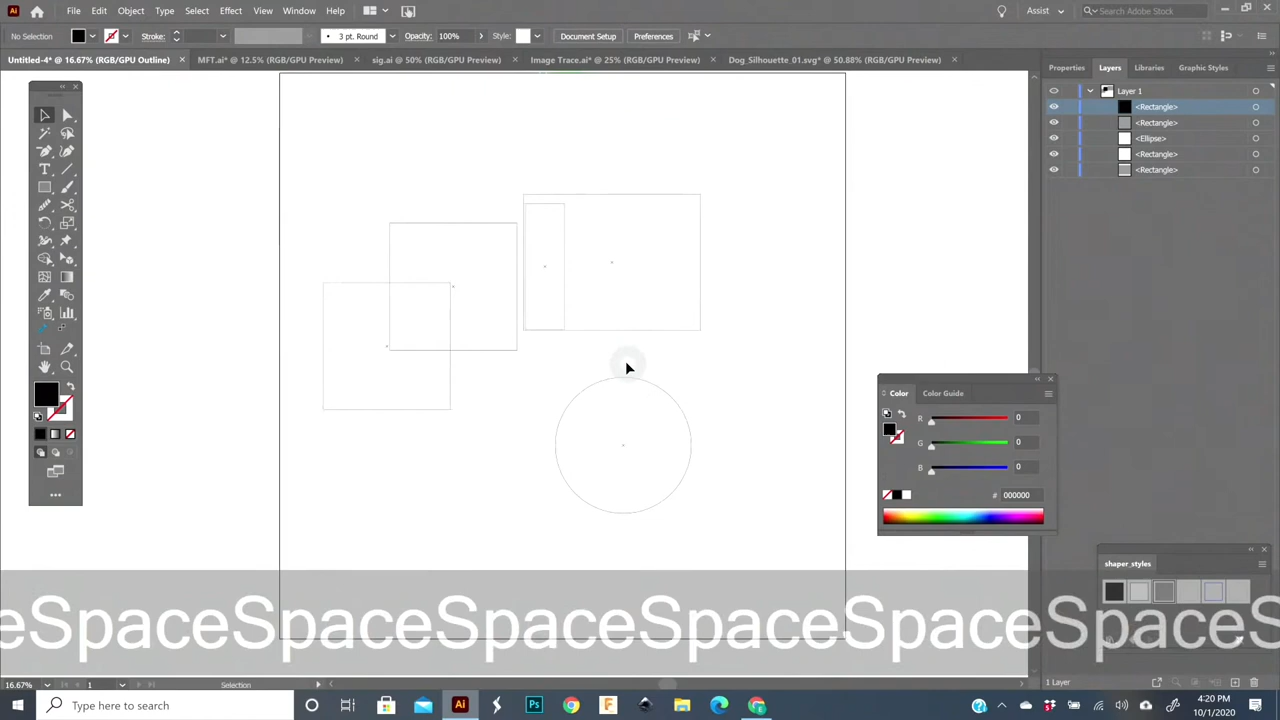 Ai File Edit Object Type Select Effect View Window Help Assist Search Adobe Stock
No Selection Stroke: 3 pt. Round Opacity: 100% Style: Document Setup Preferences
Untitled-4* @ 16.67% (RGB/GPU Outline) × MFT.ai* @ 12.5% (RGB/GPU Preview) × sig.ai @ 50% (RGB/GPU Preview) × Image Trace.ai* @ 25% (RGB/GPU Preview) × Dog_Silhouette_01.svg* @ 50.88% (RGB/GPU Preview) ×
Properties Layers Libraries Graphic Styles
Layer 1
<Rectangle>
<Rectangle>
<Ellipse>
<Rectangle>
<Rectangle>
Color Color Guide
R 0
G 0
B 0
# 000000
shaper_styles
eSpaceSpaceSpaceSpaceSpaceSpaceS
16.67% 1 Selection
1 Layer
Type here to search
Ai Ps
4:20 PM
10/1/2020